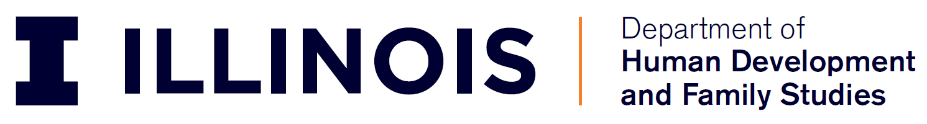 I ILLINOIS
Department of
Human Development
and Family Studies